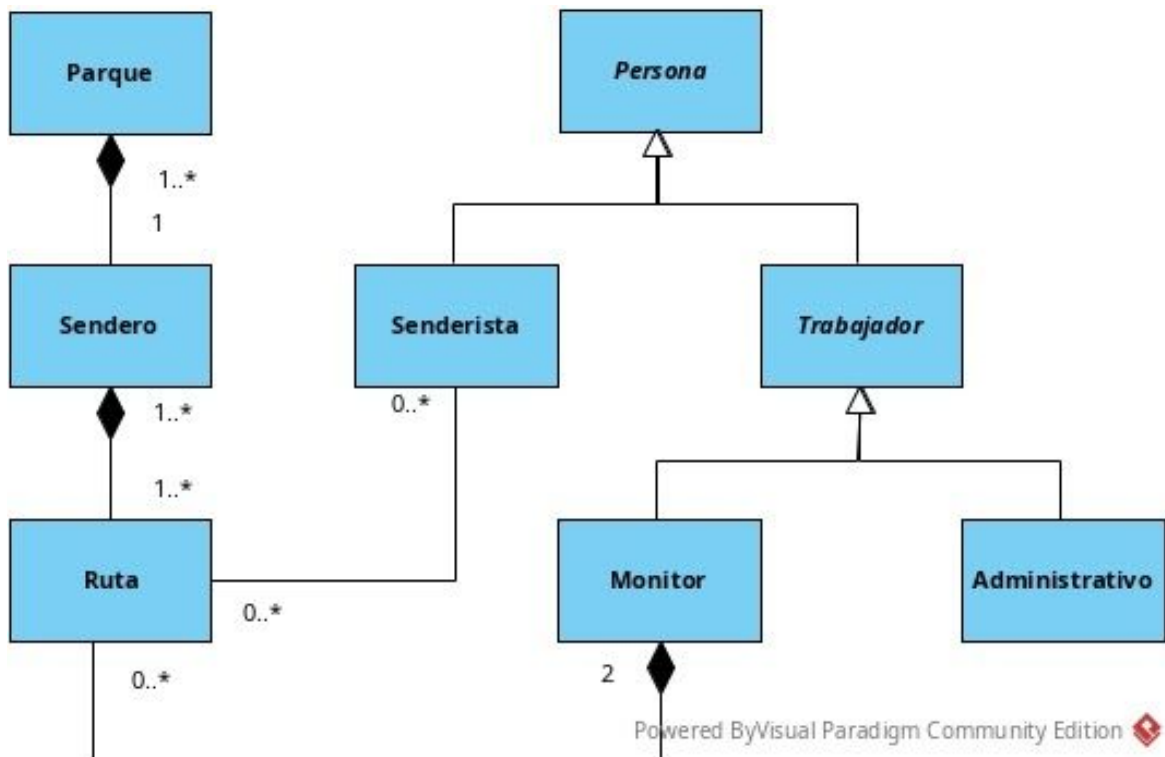 Parque
Persona
1..*
1
Sendero
Senderista
Trabajador
0..*
1..*
1..*
Ruta
Monitor
Administrativo
0..*
0..*
2
Powered ByVisual Paradigm Community Edition